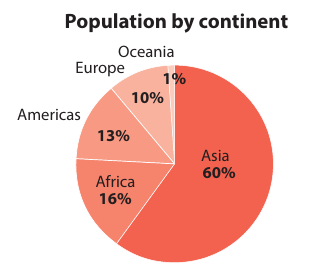 Population by continent
Oceania
1%
Europe
10%
Americas
13%
Asia
60%
Africa
16%